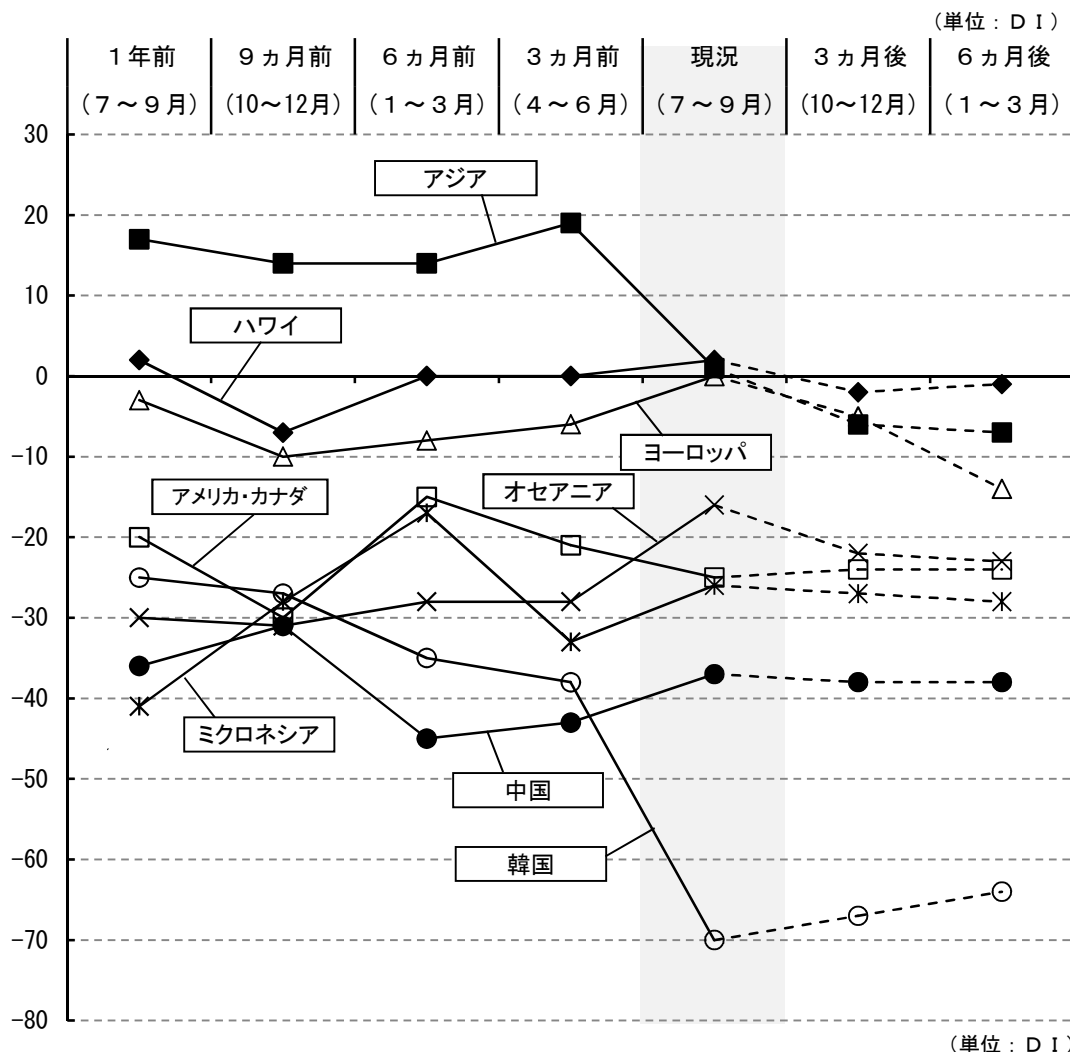 (単位：ＤＩ)
１年前 ９ヵ月前 ６ヵ月前 ３ヵ月前 現況 ３ヵ月後 ６ヵ月後
(７～９月) (10～12月) (１～３月) (４～６月) (７～９月) (10～12月) (１～３月)
30
アジア
20
10
ハワイ
0
ヨーロッパ
-10
アメリカ・カナダ
オセアニア
-20
-30
-40
ミクロネシア
-50
中国
-60
韓国
-70
-80
(単位：ＤＩ)